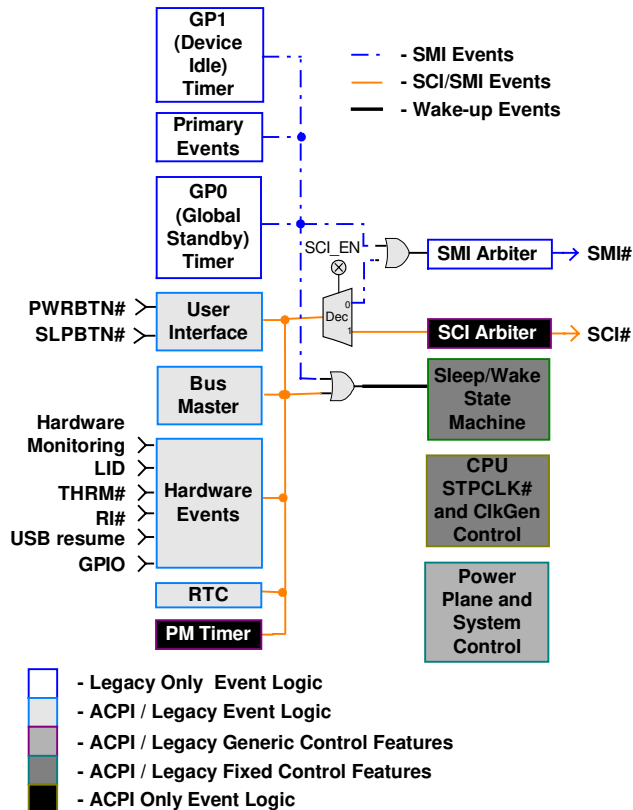 GP1
(Device
Idle)
Timer
- SMI Events
- SCI/SMI Events
- Wake-up Events
Primary
Events
GP0
(Global
Standby)
Timer
SCI_EN
SMI Arbiter
SMI#
PWRBTN#
SLPBTN#
User
Interface
Dec
0
1
SCI Arbiter
SCI#
Bus
Master
Sleep/Wake
State
Machine
Hardware
Monitoring
LID
THRM#
RI#
USB resume
GPIO
Hardware
Events
CPU
STPCLK#
and ClkGen
Control
RTC
PM Timer
Power
Plane and
System
Control
- Legacy Only Event Logic
- ACPI / Legacy Event Logic
- ACPI / Legacy Generic Control Features
- ACPI / Legacy Fixed Control Features
- ACPI Only Event Logic